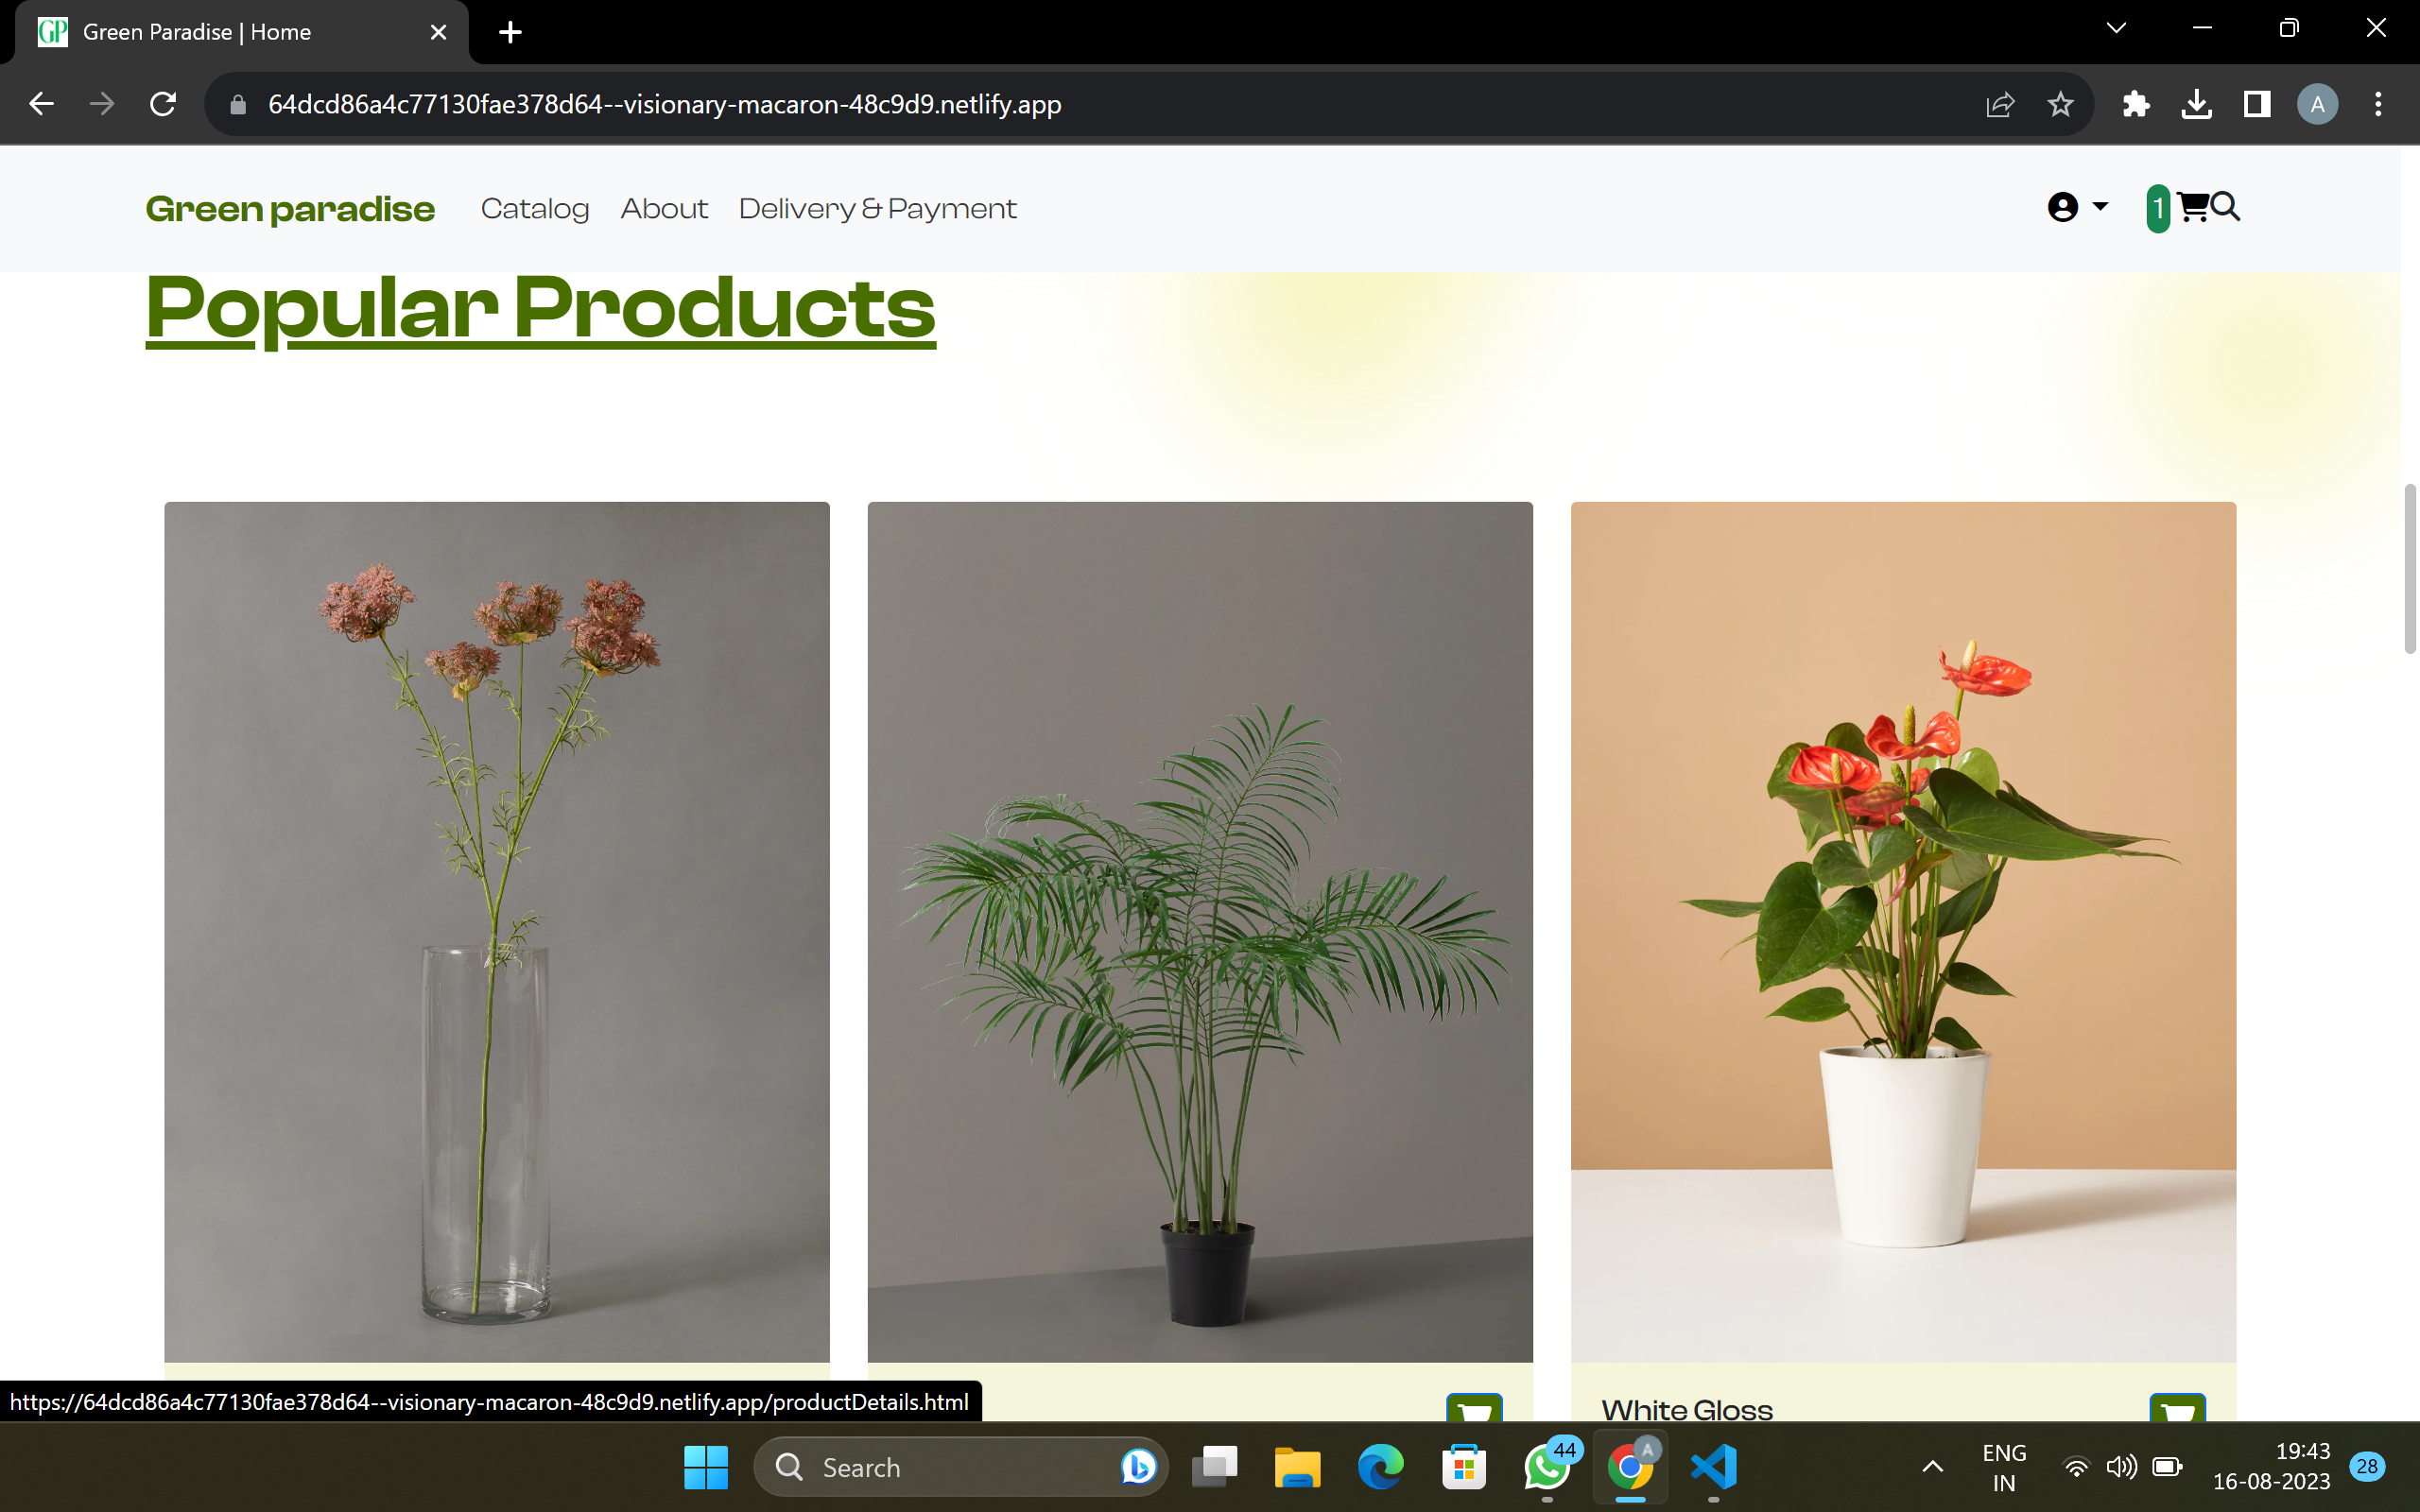 GP Green Paradise | Home
64dcd86a4c77130fae378d64--visionary-macaron-48c9d9.netlify.app
A
Green paradise Catalog About Delivery & Payment 1
Popular Products
White Gloss
https://64dcd86a4c77130fae378d64--visionary-macaron-48c9d9.netlify.app/productDetails.html
Search
44
A
ENG
IN
19:43
16-08-2023
28